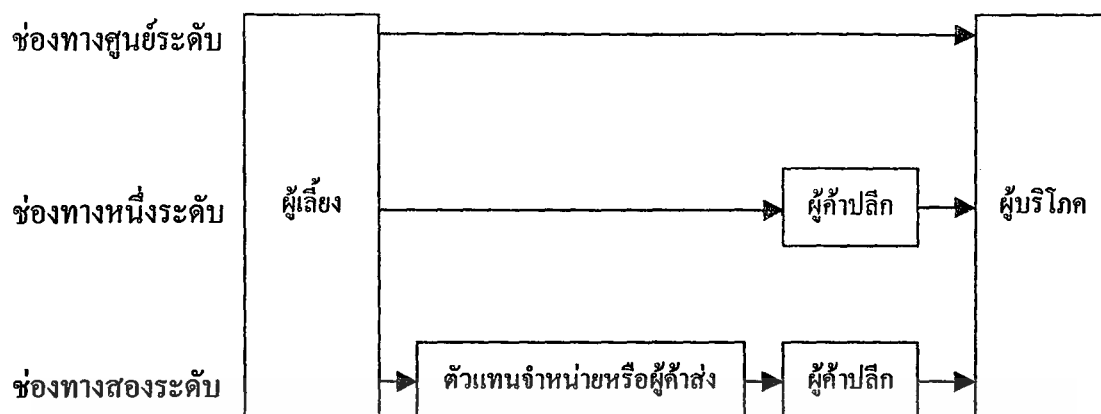 ช่องทางศูนย์ระดับ
ช่องทางหนึ่งระดับ ผู้เลี้ยง ผู้ค้าปลีก ผู้บริโภค
ช่องทางสองระดับ ตัวแทนจำหน่ายหรือผู้ค้าส่ง ผู้ค้าปลีก